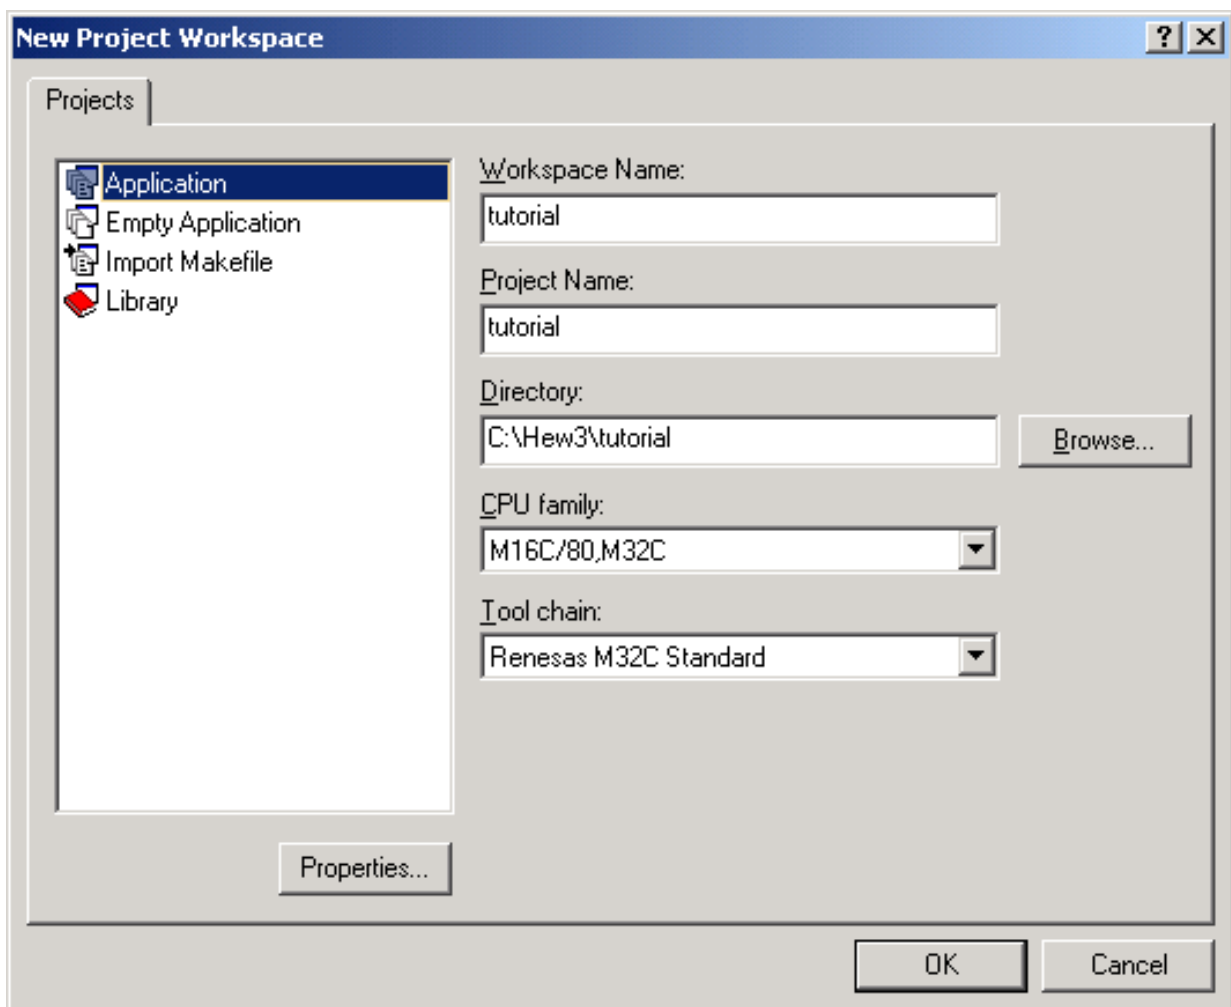 New Project Workspace
Projects
Application
Empty Application
Import Makefile
Library
Properties...
Workspace Name:
tutorial
Project Name:
tutorial
Directory:
C:\Hew3\tutorial
Browse...
CPU family:
M16C/80,M32C
Tool chain:
Renesas M32C Standard
OK
Cancel